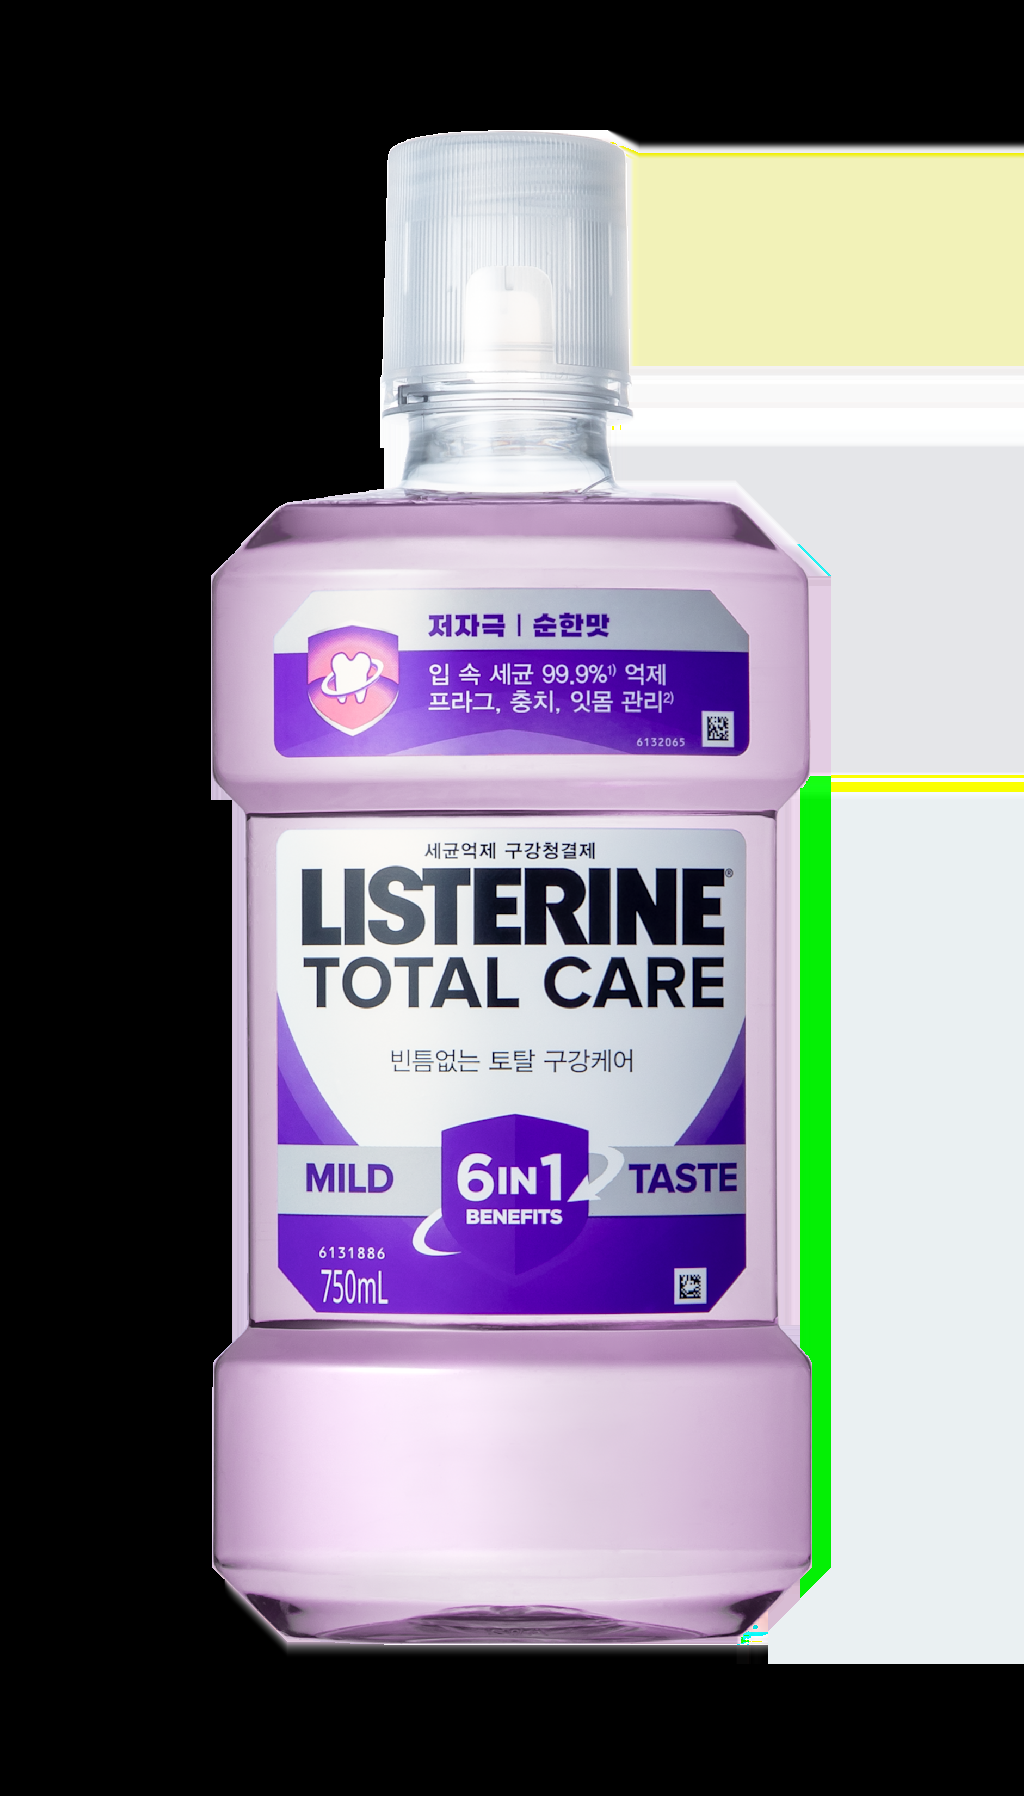 저자극 | 순한맛
입 속 세균 99.9%¹⁾ 억제
프라그, 충치, 잇몸 관리²⁾
6132065
세균억제 구강청결제
LISTERINE®
TOTAL CARE
빈틈없는 토탈 구강케어
MILD 6IN1 TASTE
BENEFITS
6131886
750mL